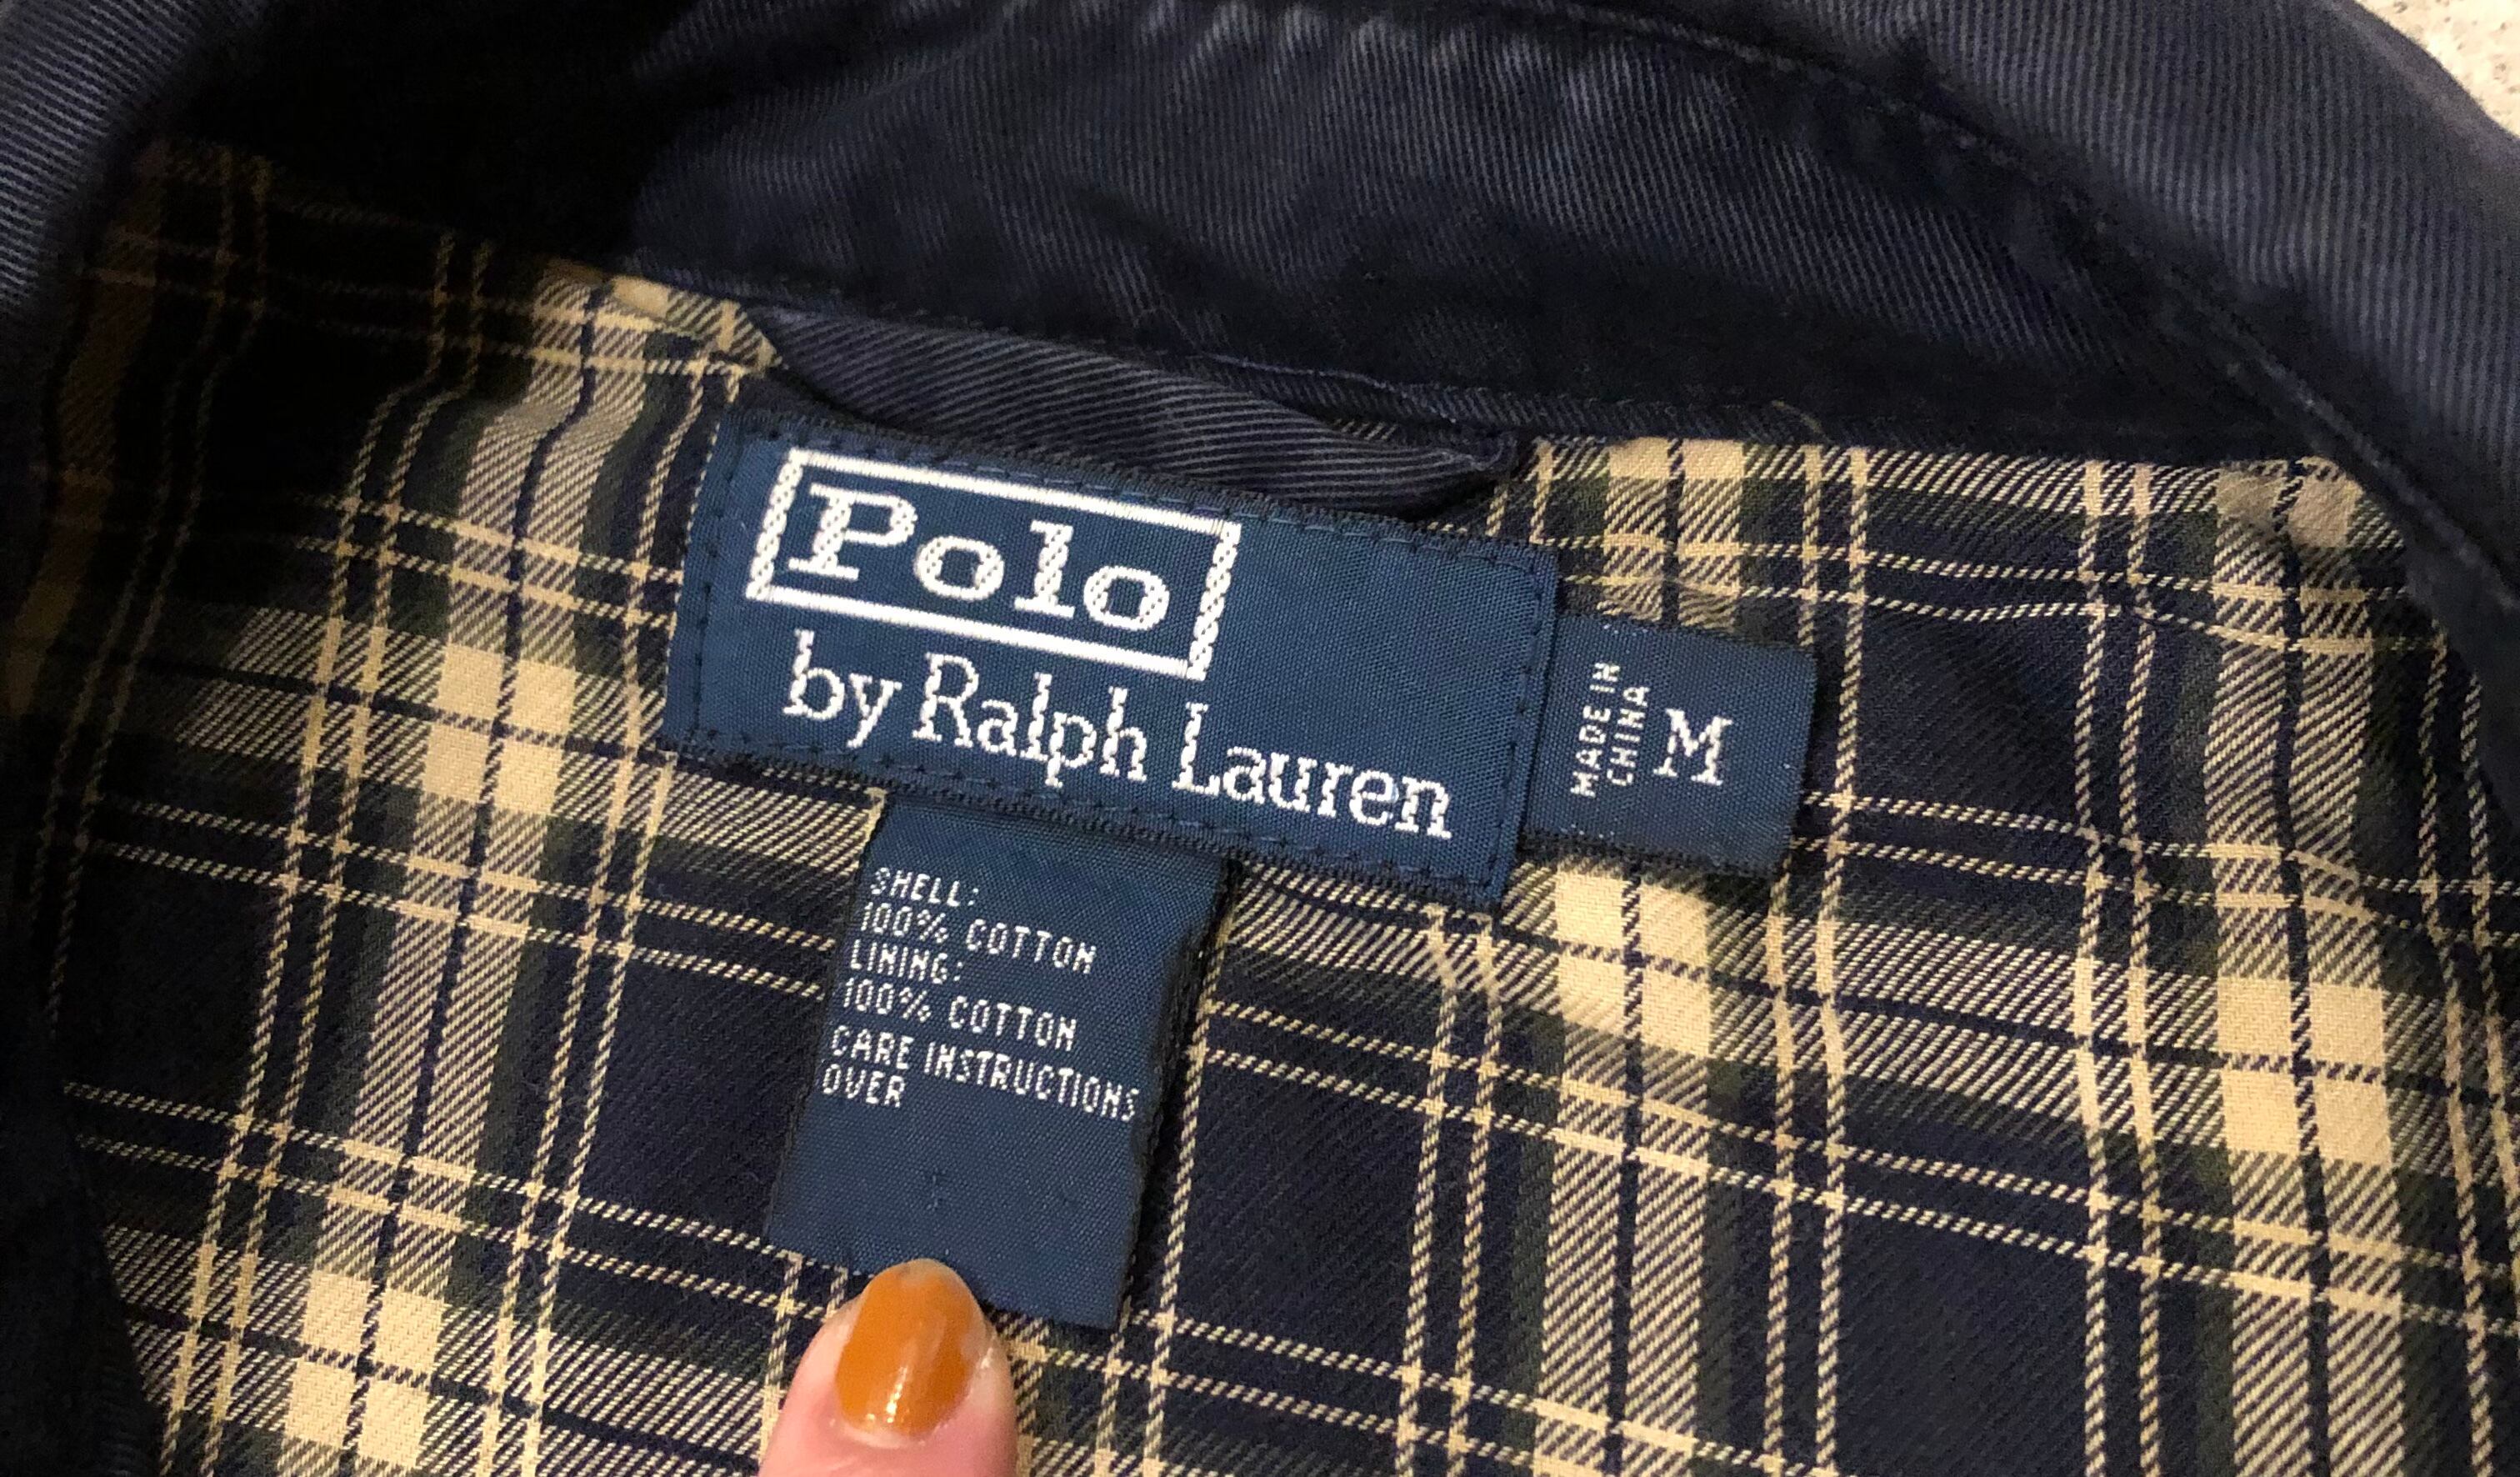 Polo
by Ralph Lauren
MADE IN
CHINA
M
SHELL:
100% COTTON
LINING:
100% COTTON
CARE INSTRUCTIONS
OVER